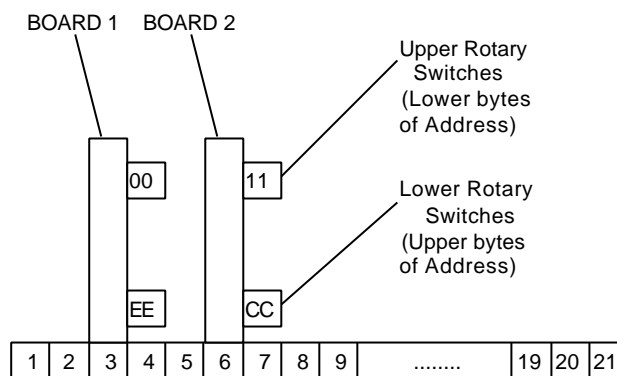 BOARD 1 BOARD 2
Upper Rotary
Switches
(Lower bytes
of Address)
00 11
Lower Rotary
Switches
(Upper bytes
of Address)
EE CC
1 2 3 4 5 6 7 8 9 ........ 19 20 21